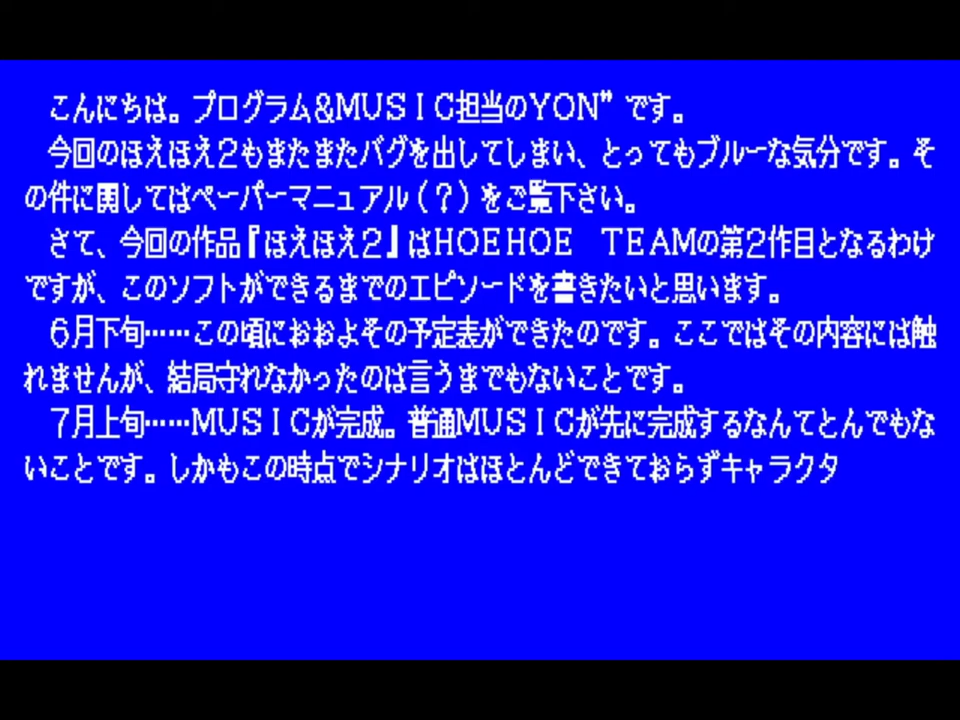 こんにちは。プログラム&MUSIC担当のYON”です。
今回のほえほえ2もまたまたバグを出してしまい、とってもブルーな気分です。そ
の件に関してはペーパーマニュアル(?)をご覧下さい。
さて、今回の作品『ほえほえ2』はHOEHOE TEAMの第2作目となるわけ
ですが、このソフトができるまでのエピソードを書きたいと思います。
6月下旬……この頃におおよその予定表ができたのです。ここではその内容には触
れませんが、結局守れなかったのは言うまでもないことです。
7月上旬……MUSICが完成。普通MUSICが先に完成するなんてとんでもな
いことです。しかもこの時点でシナリオはほとんどできておらずキャラクタ